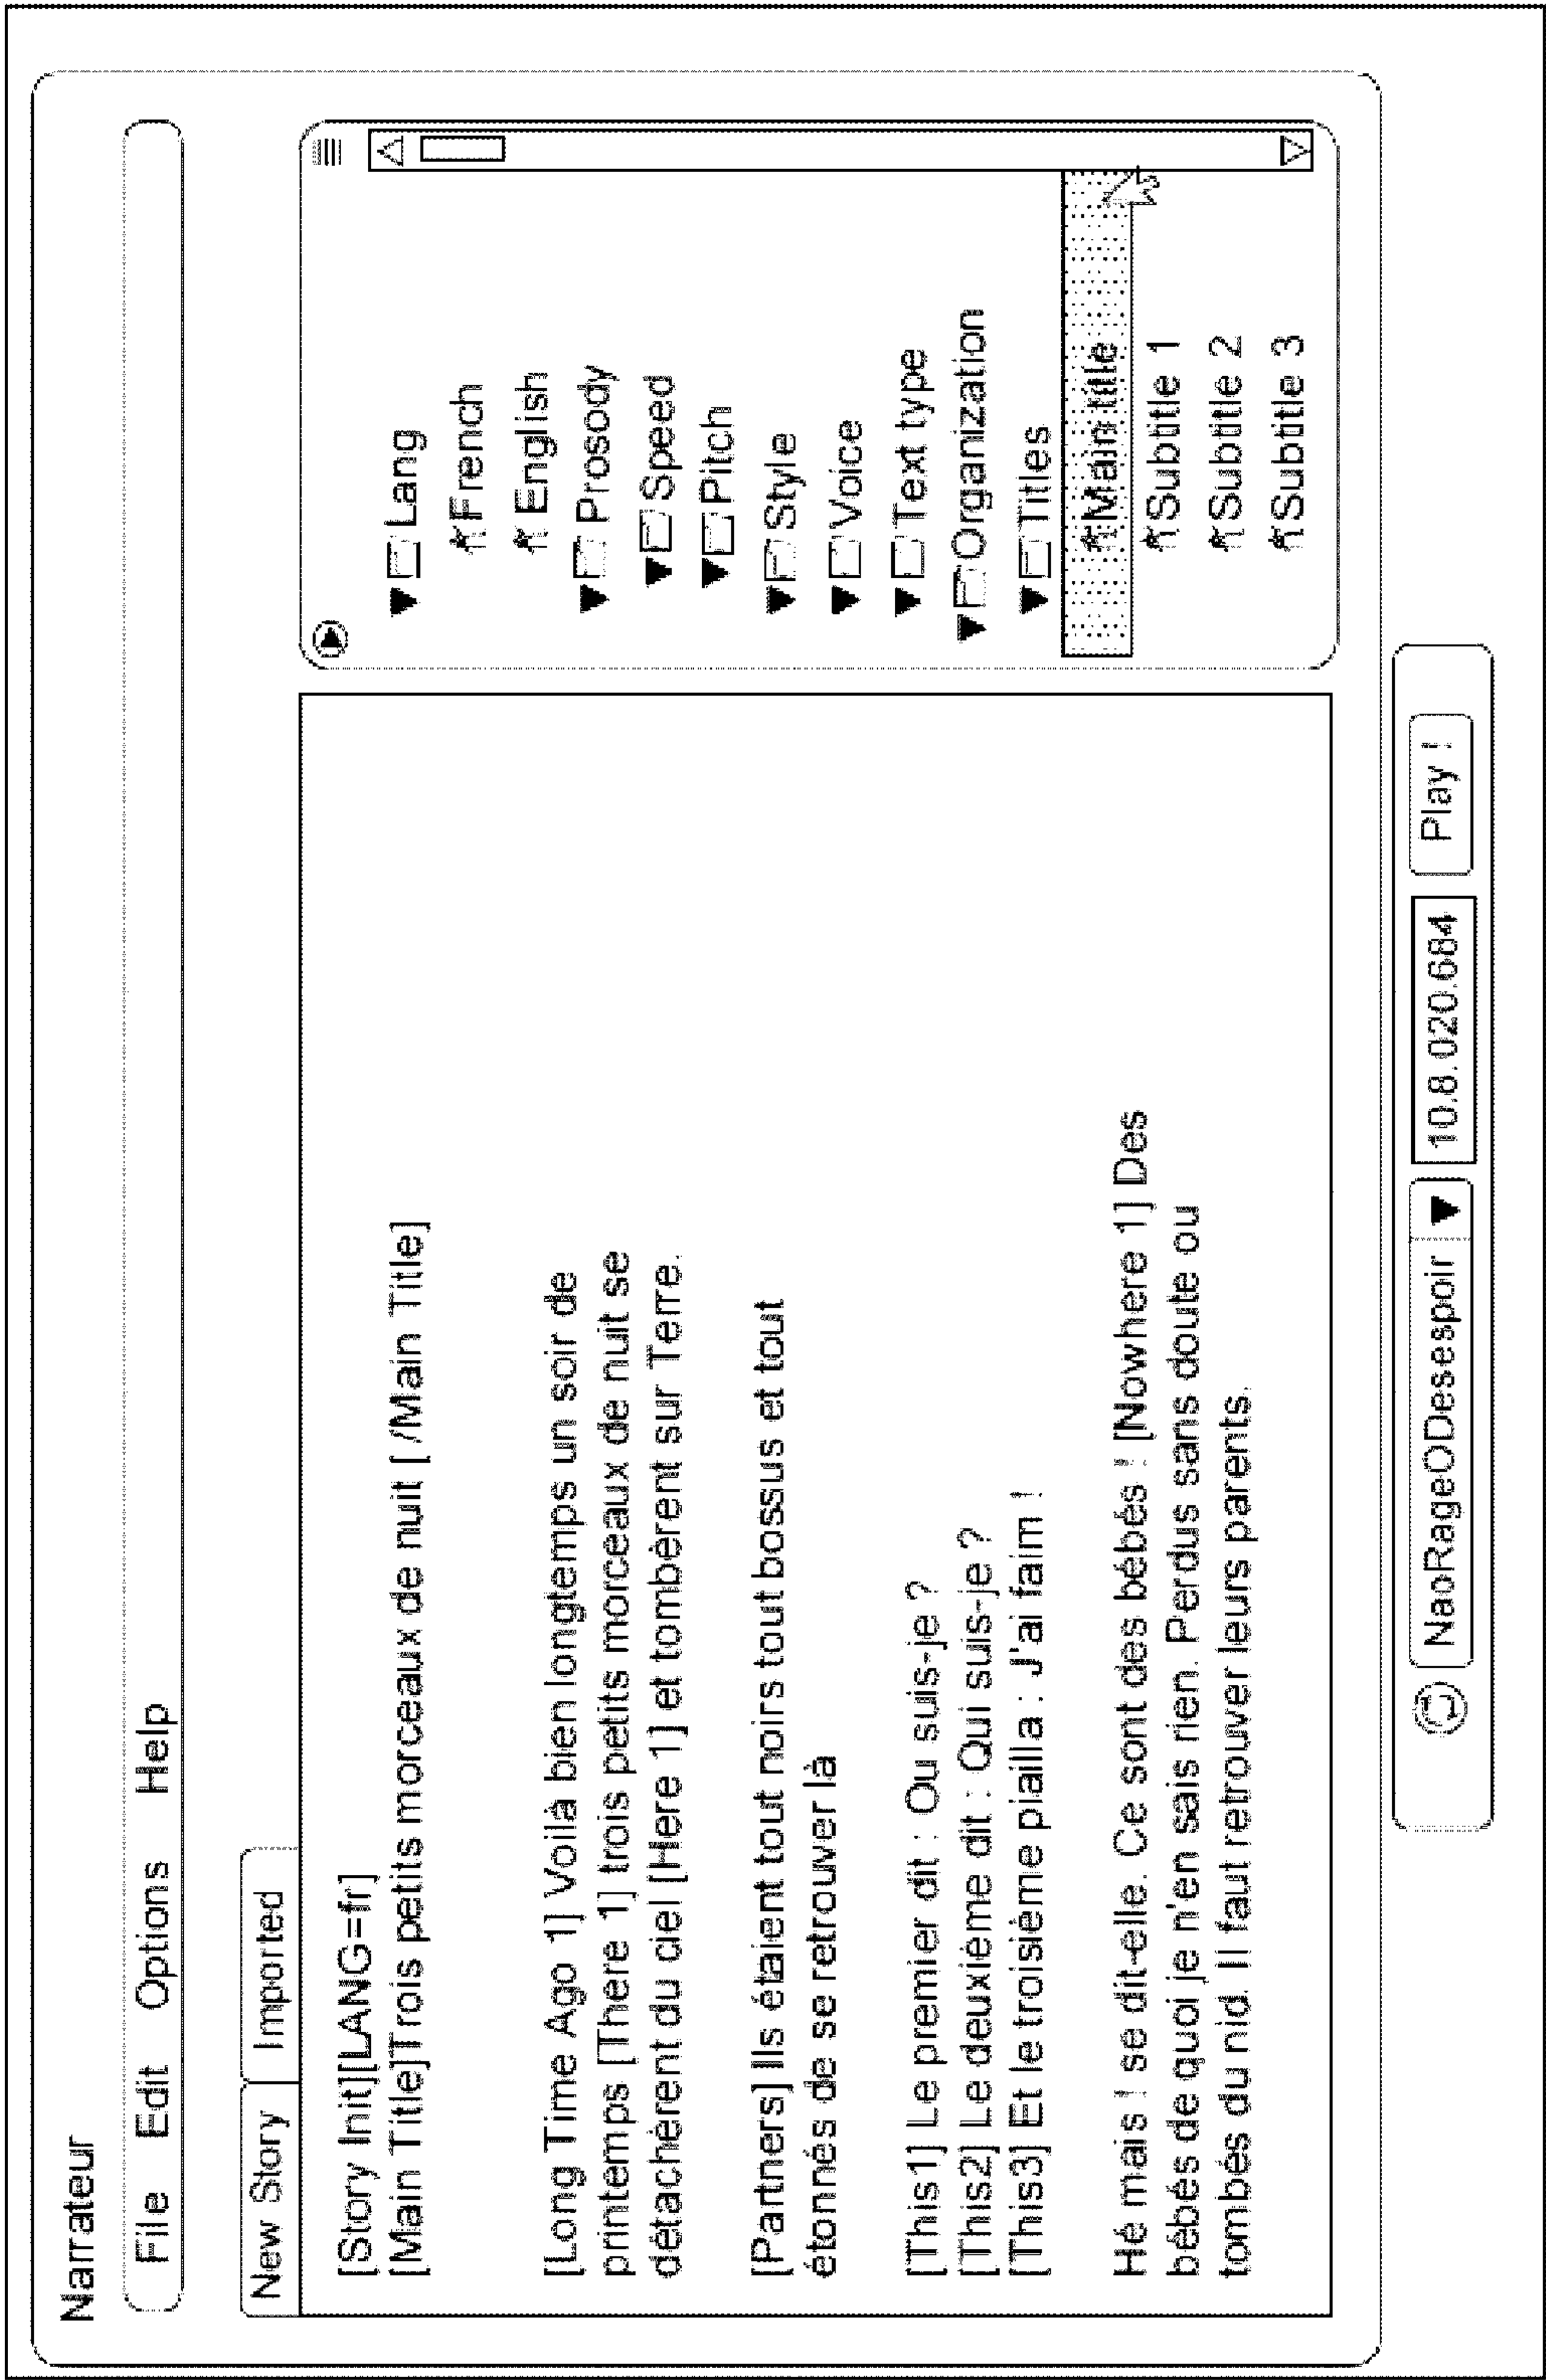 Narrateur
File Edit Options Help
New Story Imported
[Story Init][LANG=fr]
[Main Title]Trois petits morceaux de nuit [ /Main Title]
[Long Time Ago 1] Voilà bien longtemps un soir de
printemps [There 1] trois petits morceaux de nuit se
détachèrent du ciel [Here 1] et tombèrent sur Terre.
[Partners] Ils étaient tout noirs tout bossus et tout
étonnés de se retrouver là
[This1] Le premier dit : Ou suis-je ?
[This2] Le deuxième dit : Qui suis-je ?
[This3] Et le troisième piailla : J'ai faim !
Hé mais ! se dit-elle. Ce sont des bébés ! [Nowhere 1] Des
bébés de quoi je n'en sais rien. Perdus sans doute ou
tombés du nid. Il faut retrouver leurs parents.
Lang
French
English
Prosody
Speed
Pitch
Style
Voice
Text type
Organization
Titles
Main title
Subtitle 1
Subtitle 2
Subtitle 3
NaoRageODesespoir 10.8.020.684 Play !